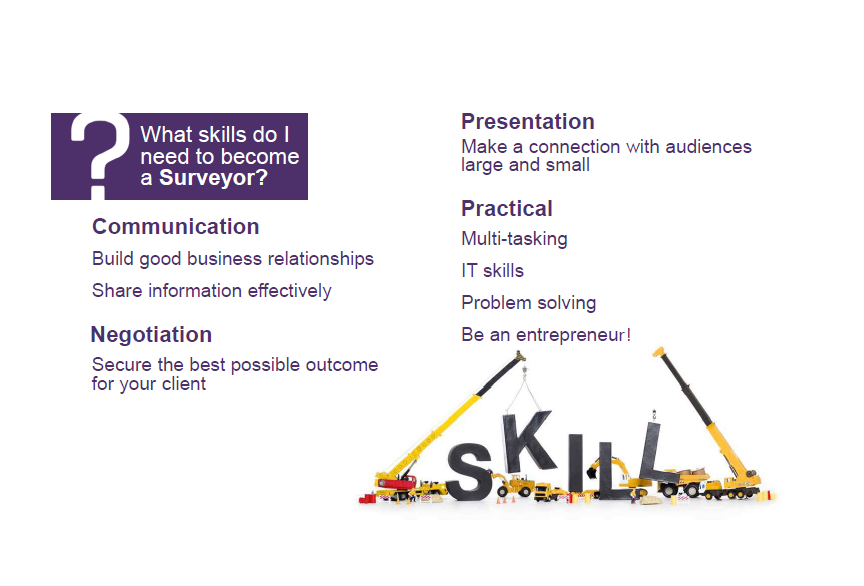 ?
What skills do I
need to become
a Surveyor?
Communication
Build good business relationships
Share information effectively
Negotiation
Secure the best possible outcome
for your client
Presentation
Make a connection with audiences
large and small
Practical
Multi-tasking
IT skills
Problem solving
Be an entrepreneur!
SKILL